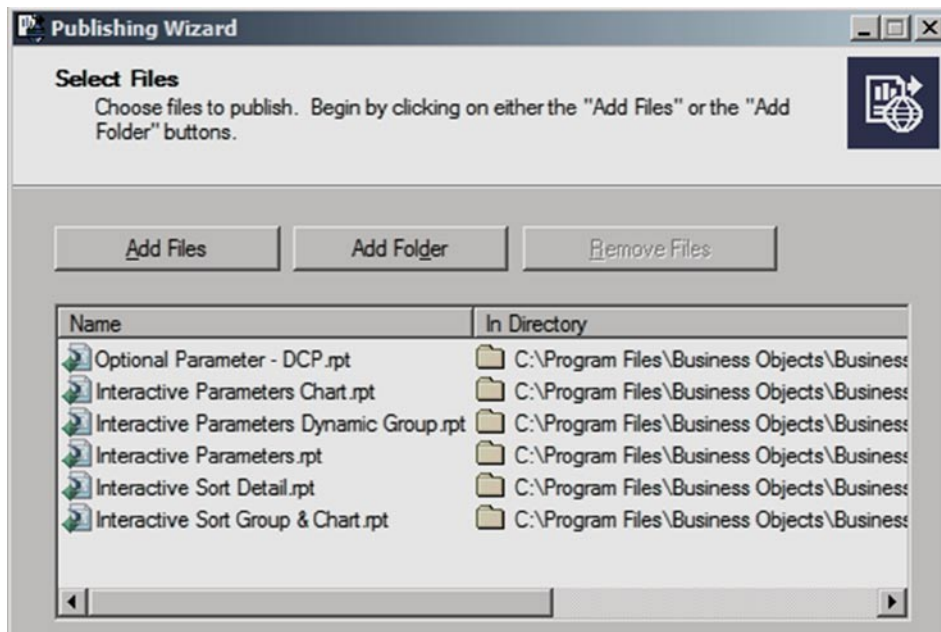 Publishing Wizard
Select Files
Choose files to publish. Begin by clicking on either the "Add Files" or the "Add
Folder" buttons.
Add Files Add Folder Remove Files
Name In Directory
Optional Parameter - DCP.rpt C:\Program Files\Business Objects\Business
Interactive Parameters Chart.rpt C:\Program Files\Business Objects\Business
Interactive Parameters Dynamic Group.rpt C:\Program Files\Business Objects\Business
Interactive Parameters.rpt C:\Program Files\Business Objects\Business
Interactive Sort Detail.rpt C:\Program Files\Business Objects\Business
Interactive Sort Group & Chart.rpt C:\Program Files\Business Objects\Business